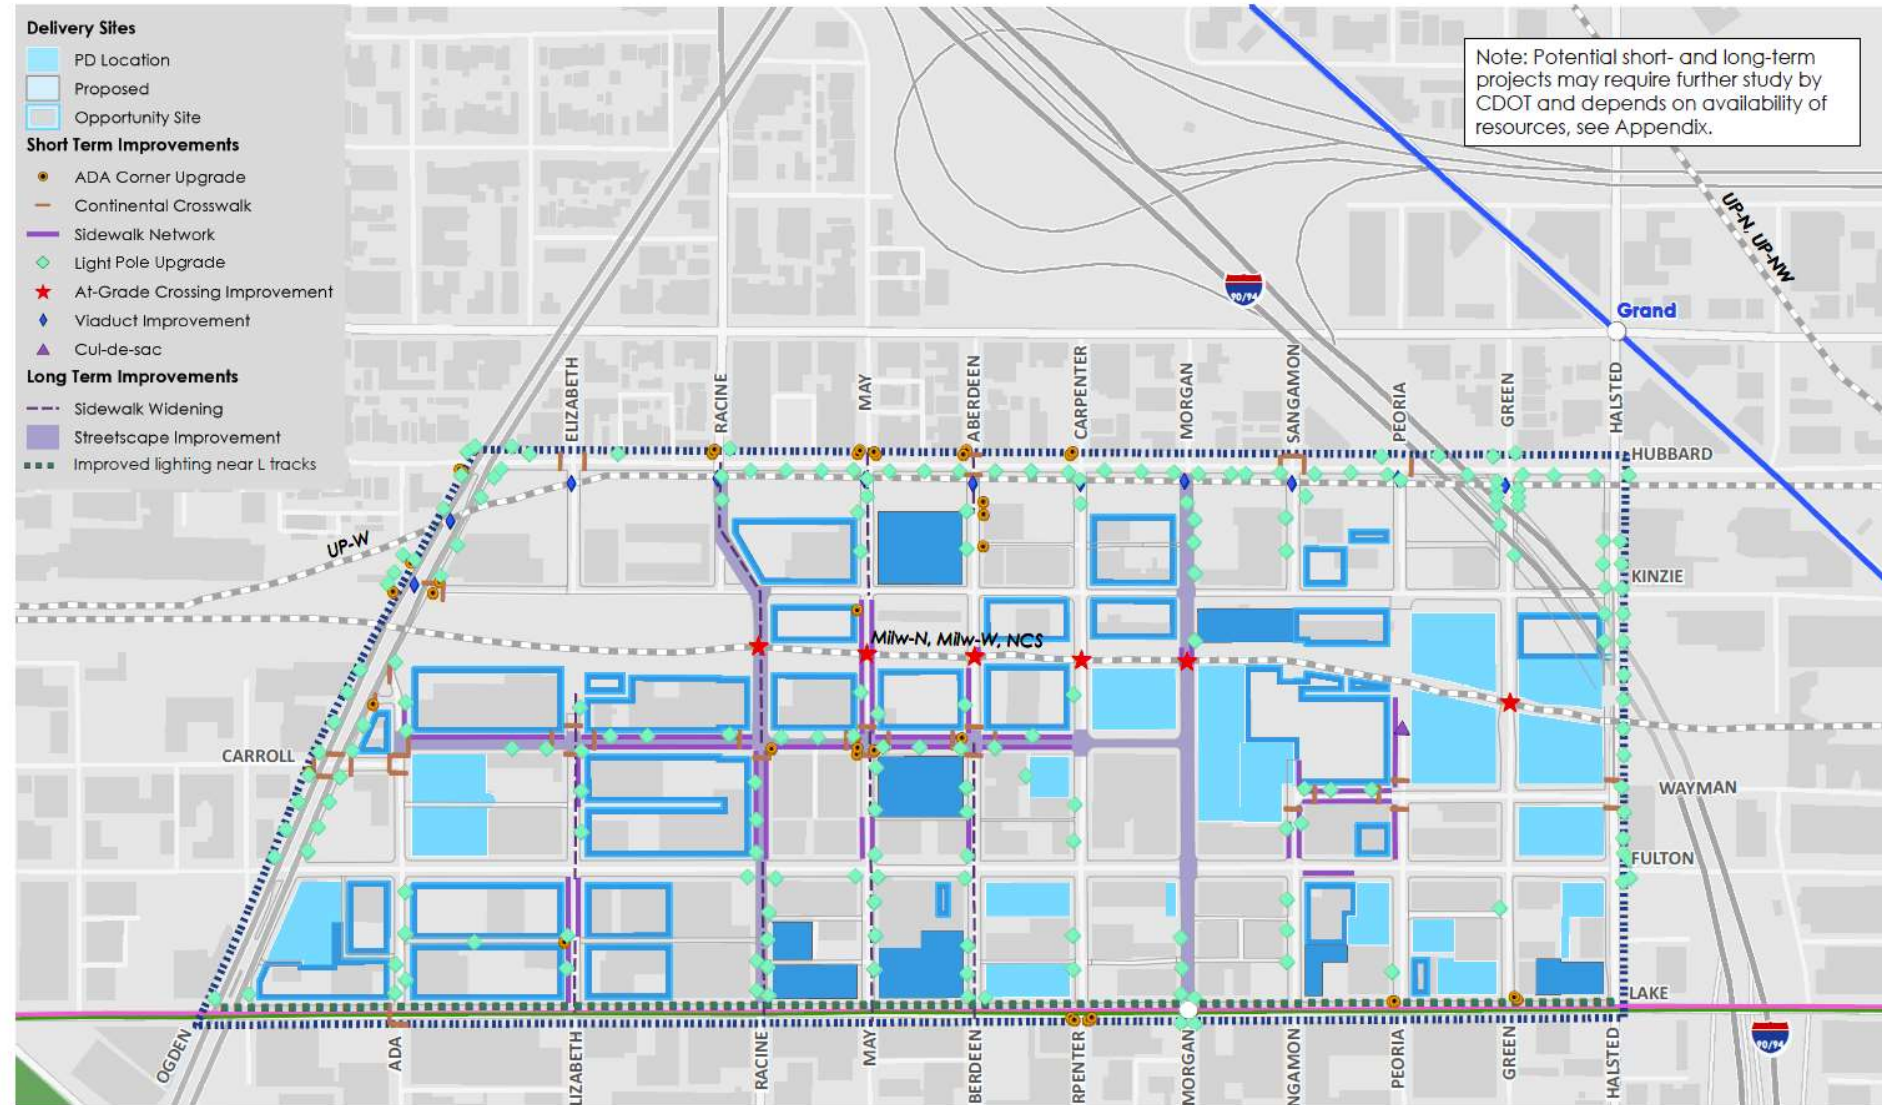 Delivery Sites
PD Location
Proposed
Opportunity Site
Short Term Improvements
ADA Corner Upgrade
Continental Crosswalk
Sidewalk Network
Light Pole Upgrade
At-Grade Crossing Improvement
Viaduct Improvement
Cul-de-sac
Long Term Improvements
Sidewalk Widening
Streetscape Improvement
Improved lighting near L tracks
Note: Potential short- and long-term
projects may require further study by
CDOT and depends on availability of
resources, see Appendix.
UP-N, UP-NW
90/94
Grand
ELIZABETH
RACINE
MAY
ABERDEEN
CARPENTER
MORGAN
SANGAMON
PEORIA
GREEN
HALSTED
HUBBARD
UP-W
KINZIE
Milw-N, Milw-W, NCS
CARROLL
WAYMAN
FULTON
LAKE
OGDEN
ADA
LIZABETH
RACINE
MAY
BERDEEN
RPENTER
MORGAN
NGAMON
PEORIA
GREEN
HALSTED
90/94